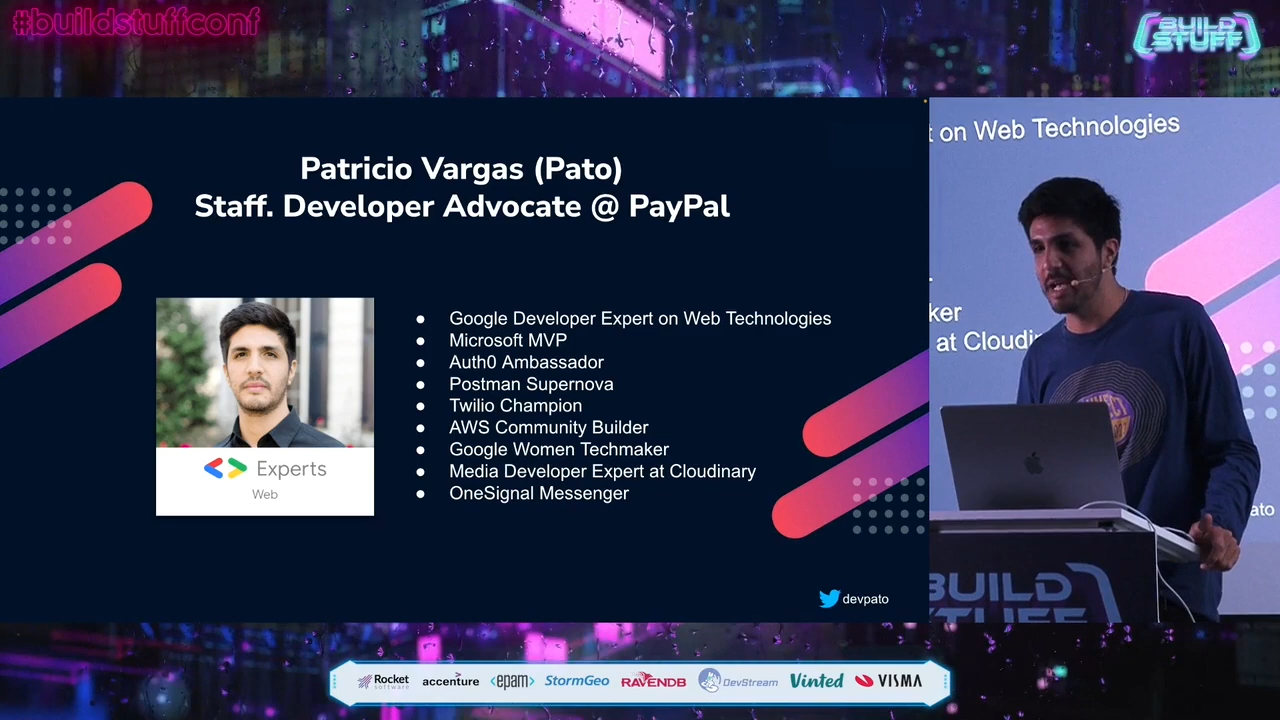 #buildstuffconf
BUILD
STUFF
Patricio Vargas (Pato)
Staff. Developer Advocate @ PayPal
Experts
Web
● Google Developer Expert on Web Technologies
● Microsoft MVP
● Auth0 Ambassador
● Postman Supernova
● Twilio Champion
● AWS Community Builder
● Google Women Techmaker
● Media Developer Expert at Cloudinary
● OneSignal Messenger
devpato
t on Web Technologies
ker
at Cloudi
ato
BUILD
STUFF
Rocket
software
accenture
<epam>
StormGeo
RAVENDB
DevStream
Vinted
VISMA